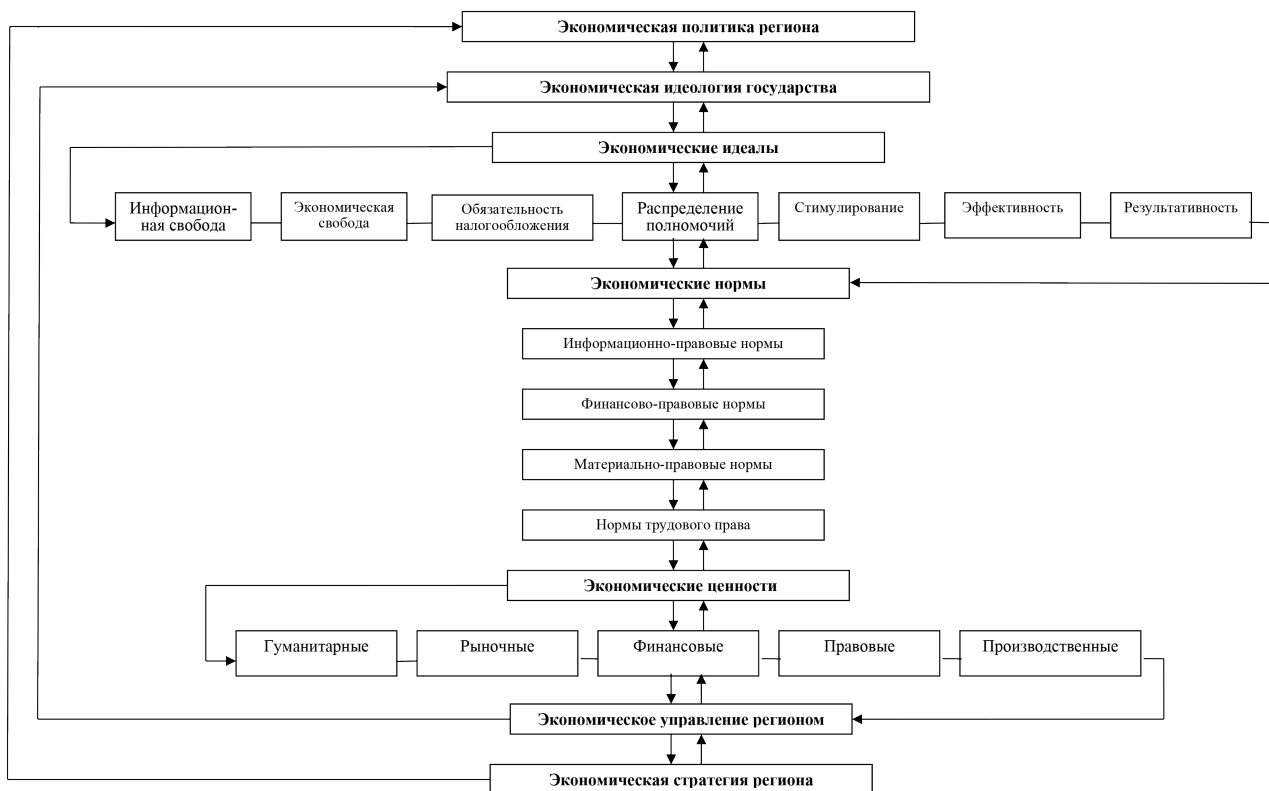 Экономическая политика региона
Экономическая идеология государства
Экономические идеалы
Информацион-
ная свобода
Экономическая
свобода
Обязательность
налогообложения
Распределение
полномочий
Стимулирование
Эффективность
Результативность
Экономические нормы
Информационно-правовые нормы
Финансово-правовые нормы
Материально-правовые нормы
Нормы трудового права
Экономические ценности
Гуманитарные
Рыночные
Финансовые
Правовые
Производственные
Экономическое управление регионом
Экономическая стратегия региона